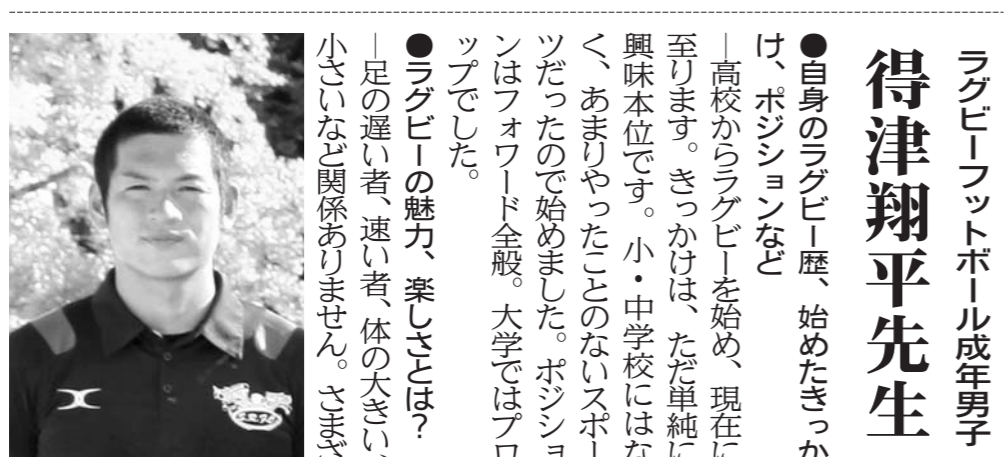 ラグビーフットボール成年男子
得津翔平先生
●自身のラグビー歴、始めたきっか
け、ポジションなど
―高校からラグビーを始め、現在に
至ります。きっかけは、ただ単純に
興味本位です。小・中学校にはな
く、あまりやったことのないスポー
ツだったので始めました。ポジショ
ンはフォワード全般。大学ではプロ
ップでした。
●ラグビーの魅力、楽しさとは？
―足の遅い者、速い者、体の大きい、
小さいなど関係ありません。さまざ